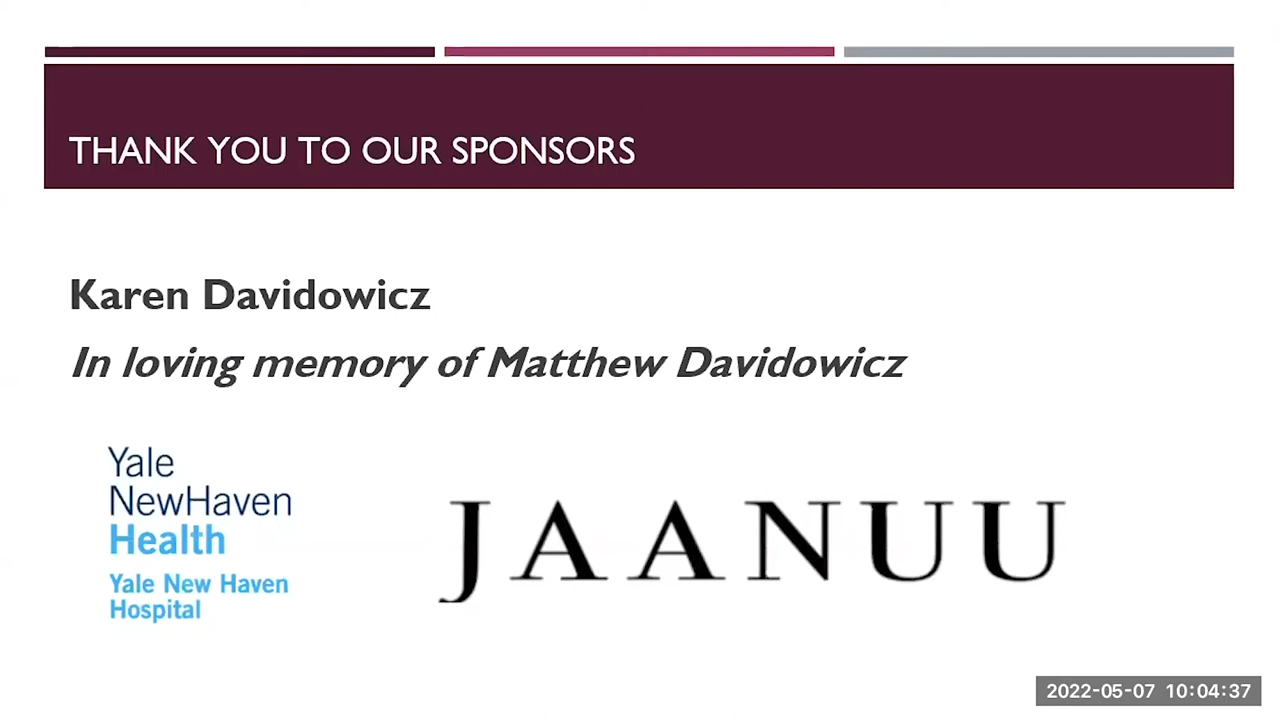 THANK YOU TO OUR SPONSORS
Karen Davidowicz
In loving memory of Matthew Davidowicz
Yale
NewHaven
Health
Yale New Haven
Hospital
JAANUU
2022-05-07 10:04:37